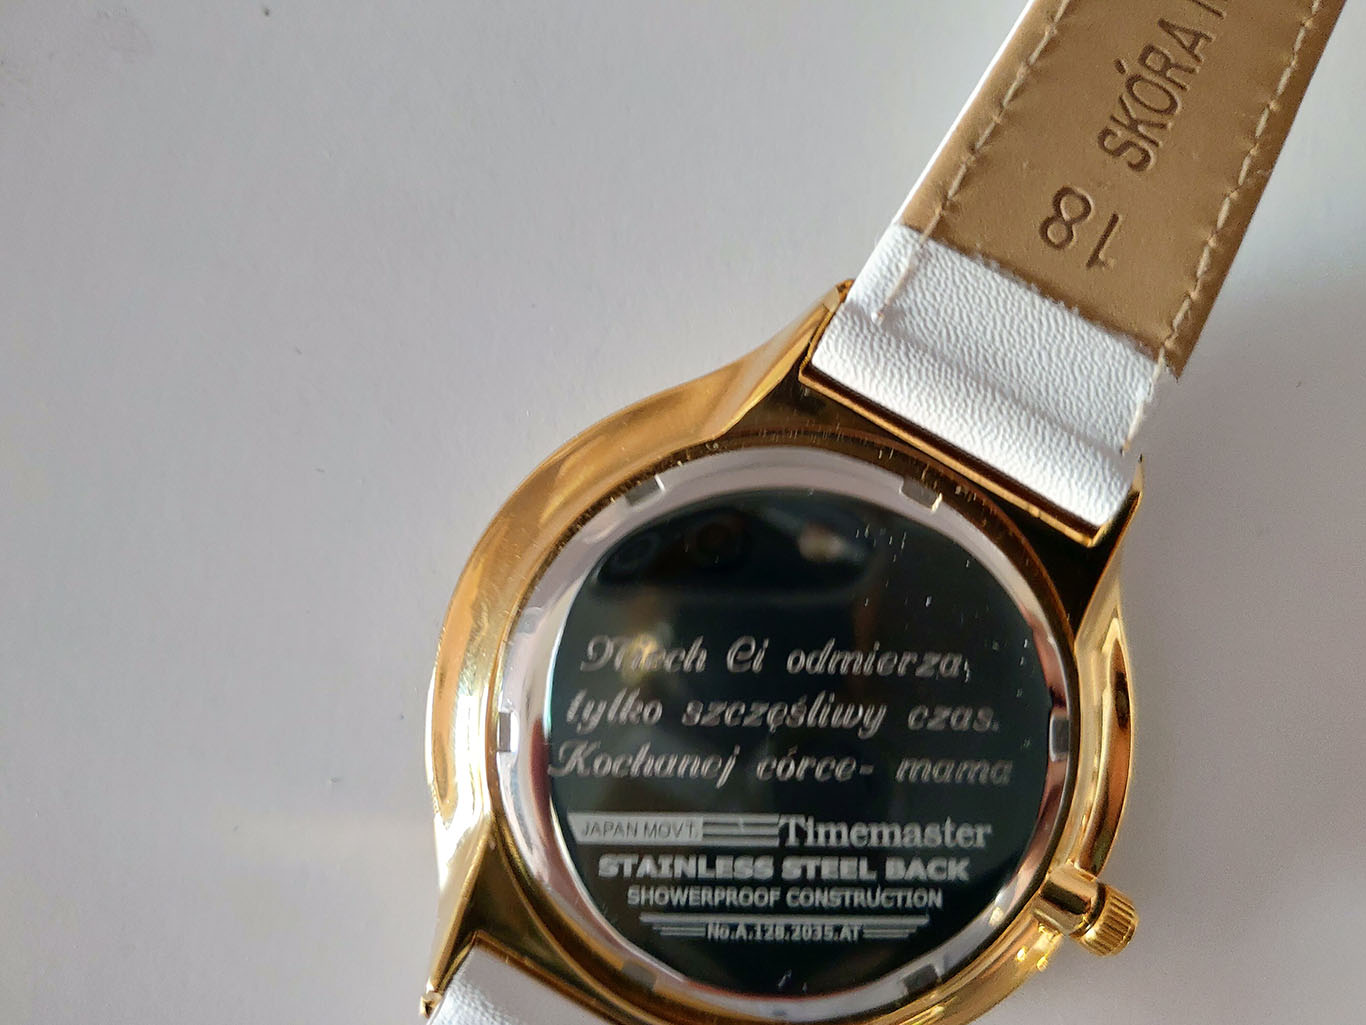 SKÓRA
18
Niech Ci odmierza,
tylko szczęśliwy czas.
Kochanej córce- mama
JAPAN MOV'T. Timemaster
STAINLESS STEEL BACK
SHOWERPROOF CONSTRUCTION
No.A.128.2035.AT